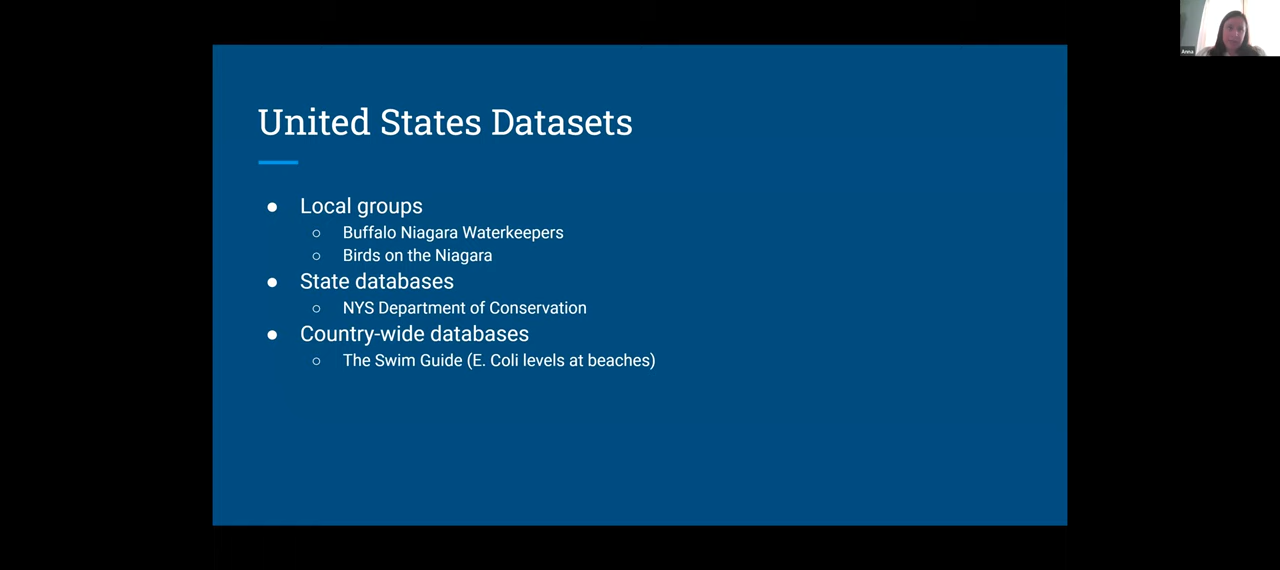 United States Datasets
● Local groups
○ Buffalo Niagara Waterkeepers
○ Birds on the Niagara
● State databases
○ NYS Department of Conservation
● Country-wide databases
○ The Swim Guide (E. Coli levels at beaches)
Anna